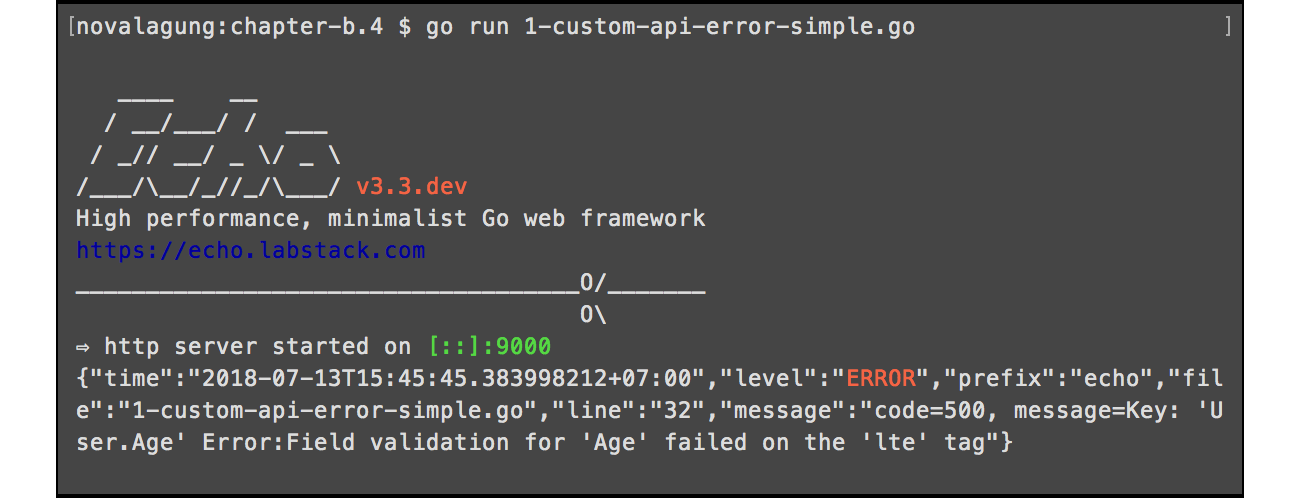 [novalagung:chapter-b.4 $ go run 1-custom-api-error-simple.go ]
   ____    __
  / __/___/ /  ___
 / _// __/ _ \/ _ \
/___/\__/_//_/\___/ v3.3.dev
High performance, minimalist Go web framework
https://echo.labstack.com
____________________________________O/_______
                                    O\
⇨ http server started on [::]:9000
{"time":"2018-07-13T15:45:45.383998212+07:00","level":"ERROR","prefix":"echo","fil
e":"1-custom-api-error-simple.go","line":"32","message":"code=500, message=Key: 'U
ser.Age' Error:Field validation for 'Age' failed on the 'lte' tag"}